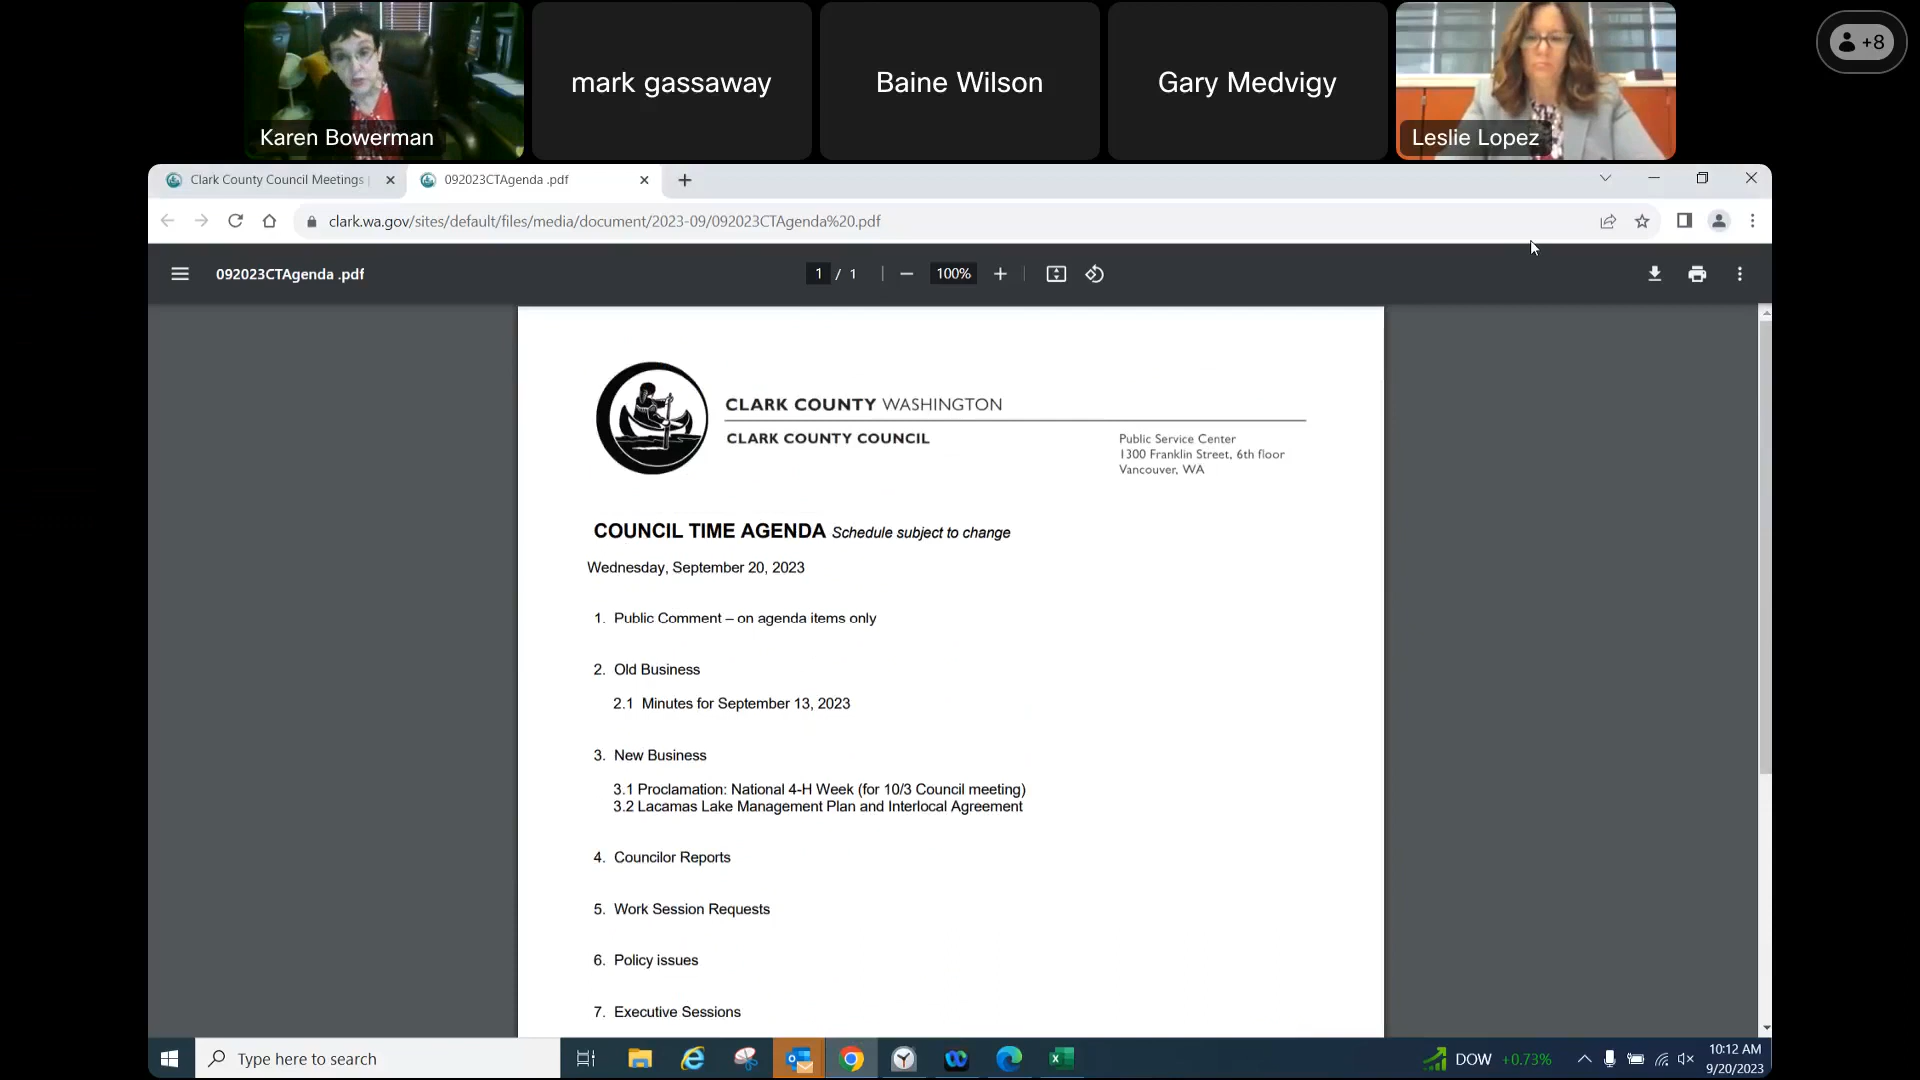 mark gassaway
Baine Wilson
Gary Medvigy
+8
Karen Bowerman
Leslie Lopez
Clark County Council Meetings
092023CTAgenda .pdf
clark.wa.gov/sites/default/files/media/document/2023-09/092023CTAgenda%20.pdf
092023CTAgenda .pdf
1 / 1
100%
CLARK COUNTY WASHINGTON
CLARK COUNTY COUNCIL
Public Service Center
1300 Franklin Street, 6th floor
Vancouver, WA
COUNCIL TIME AGENDA Schedule subject to change
Wednesday, September 20, 2023
1. Public Comment – on agenda items only
2. Old Business
2.1 Minutes for September 13, 2023
3. New Business
3.1 Proclamation: National 4-H Week (for 10/3 Council meeting)
3.2 Lacamas Lake Management Plan and Interlocal Agreement
4. Councilor Reports
5. Work Session Requests
6. Policy issues
7. Executive Sessions
Type here to search
DOW +0.73%
10:12 AM
9/20/2023